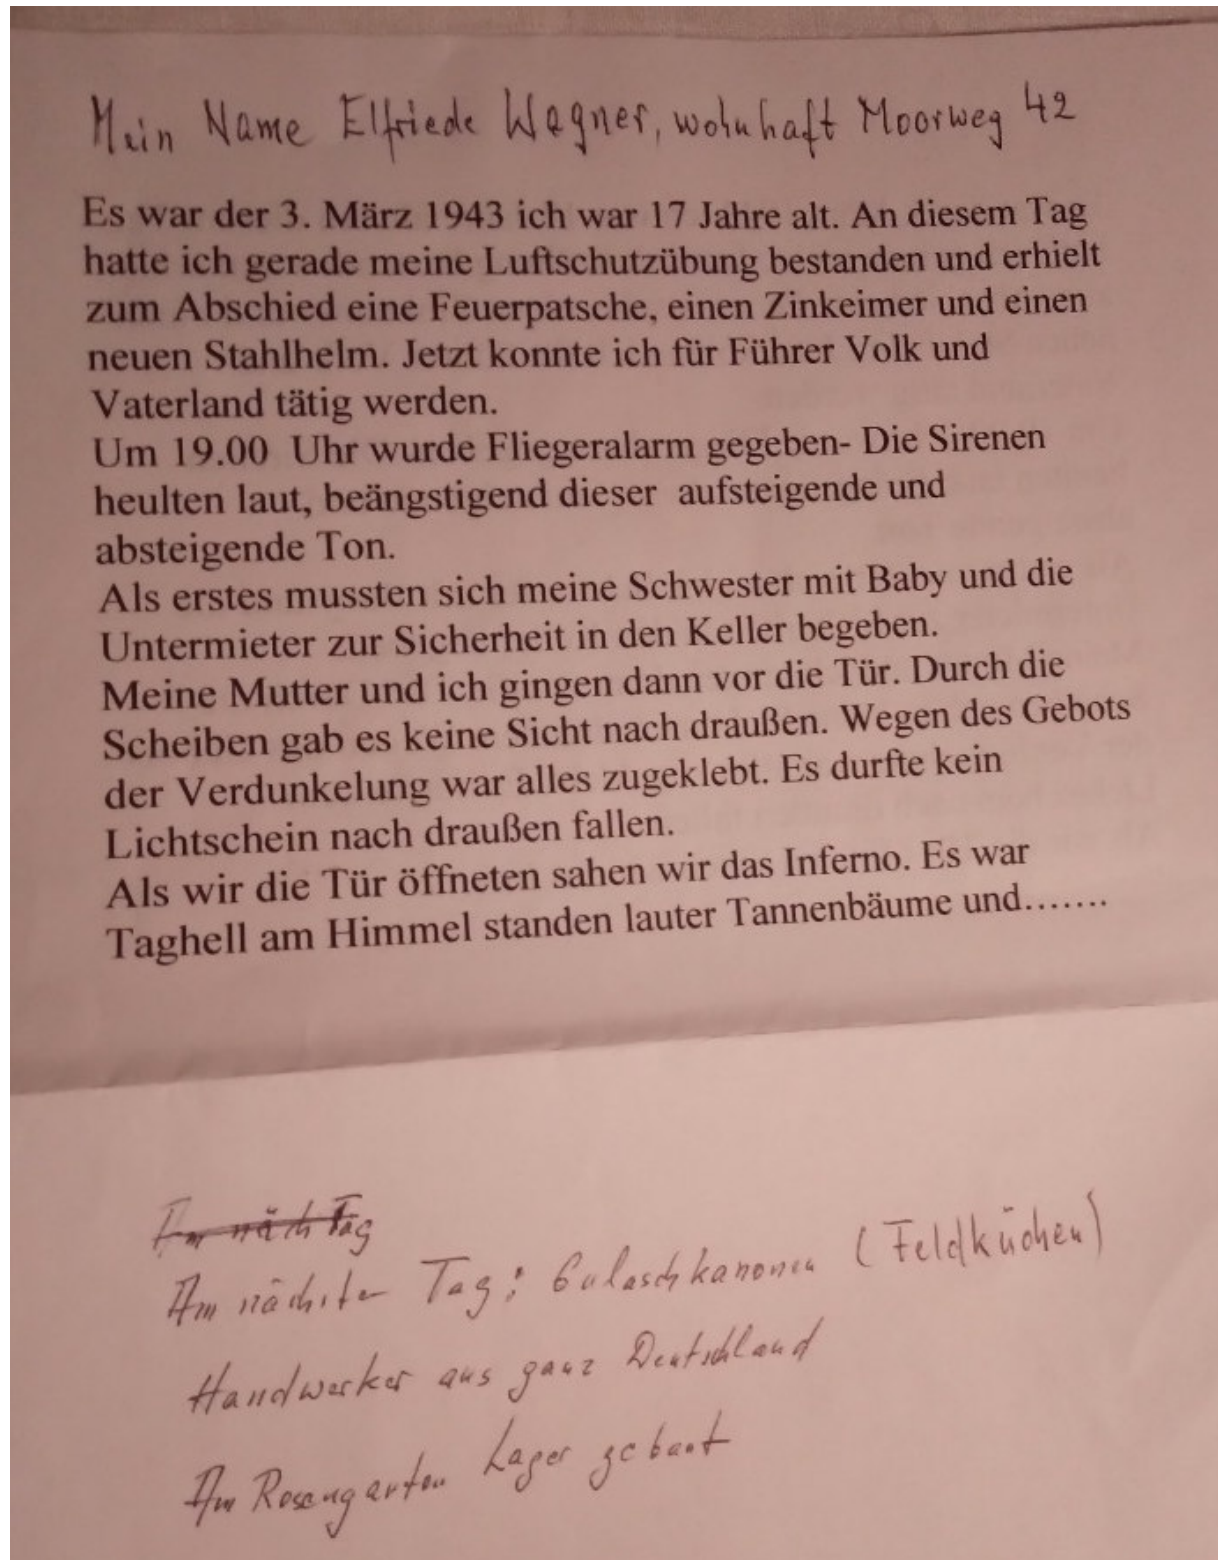 Mein Name Elfriede Wagner, wohnhaft Moorweg 42
Es war der 3. März 1943 ich war 17 Jahre alt. An diesem Tag
hatte ich gerade meine Luftschutzübung bestanden und erhielt
zum Abschied eine Feuerpatsche, einen Zinkeimer und einen
neuen Stahlhelm. Jetzt konnte ich für Führer Volk und
Vaterland tätig werden.
Um 19.00  Uhr wurde Fliegeralarm gegeben- Die Sirenen
heulten laut, beängstigend dieser  aufsteigende und
absteigende Ton.
Als erstes mussten sich meine Schwester mit Baby und die
Untermieter zur Sicherheit in den Keller begeben.
Meine Mutter und ich gingen dann vor die Tür. Durch die
Scheiben gab es keine Sicht nach draußen. Wegen des Gebots
der Verdunkelung war alles zugeklebt. Es durfte kein
Lichtschein nach draußen fallen.
Als wir die Tür öffneten sahen wir das Inferno. Es war
Taghell am Himmel standen lauter Tannenbäume und.......
Am näch Tag
Am nächsten Tag: Gulaschkanonen (Feldküchen)
Handwerker aus ganz Deutschland
Am Rosengarten Lager gebaut